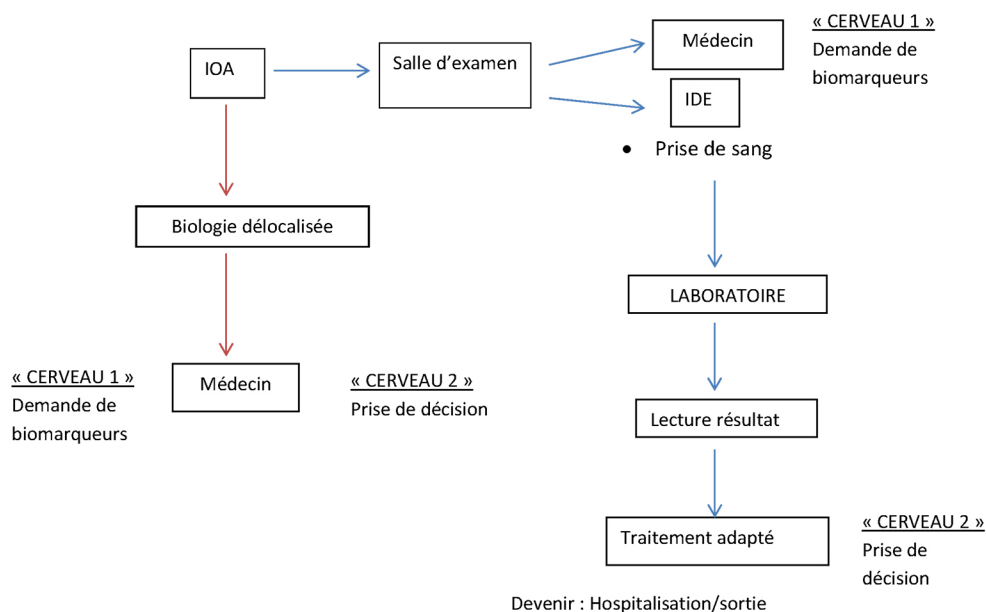 IOA
Salle d’examen
Médecin
« CERVEAU 1 »
Demande de
biomarqueurs
IDE
• Prise de sang
Biologie délocalisée
LABORATOIRE
« CERVEAU 1 »
Demande de
biomarqueurs
Médecin
« CERVEAU 2 »
Prise de décision
Lecture résultat
Traitement adapté
« CERVEAU 2 »
Prise de
décision
Devenir : Hospitalisation/sortie